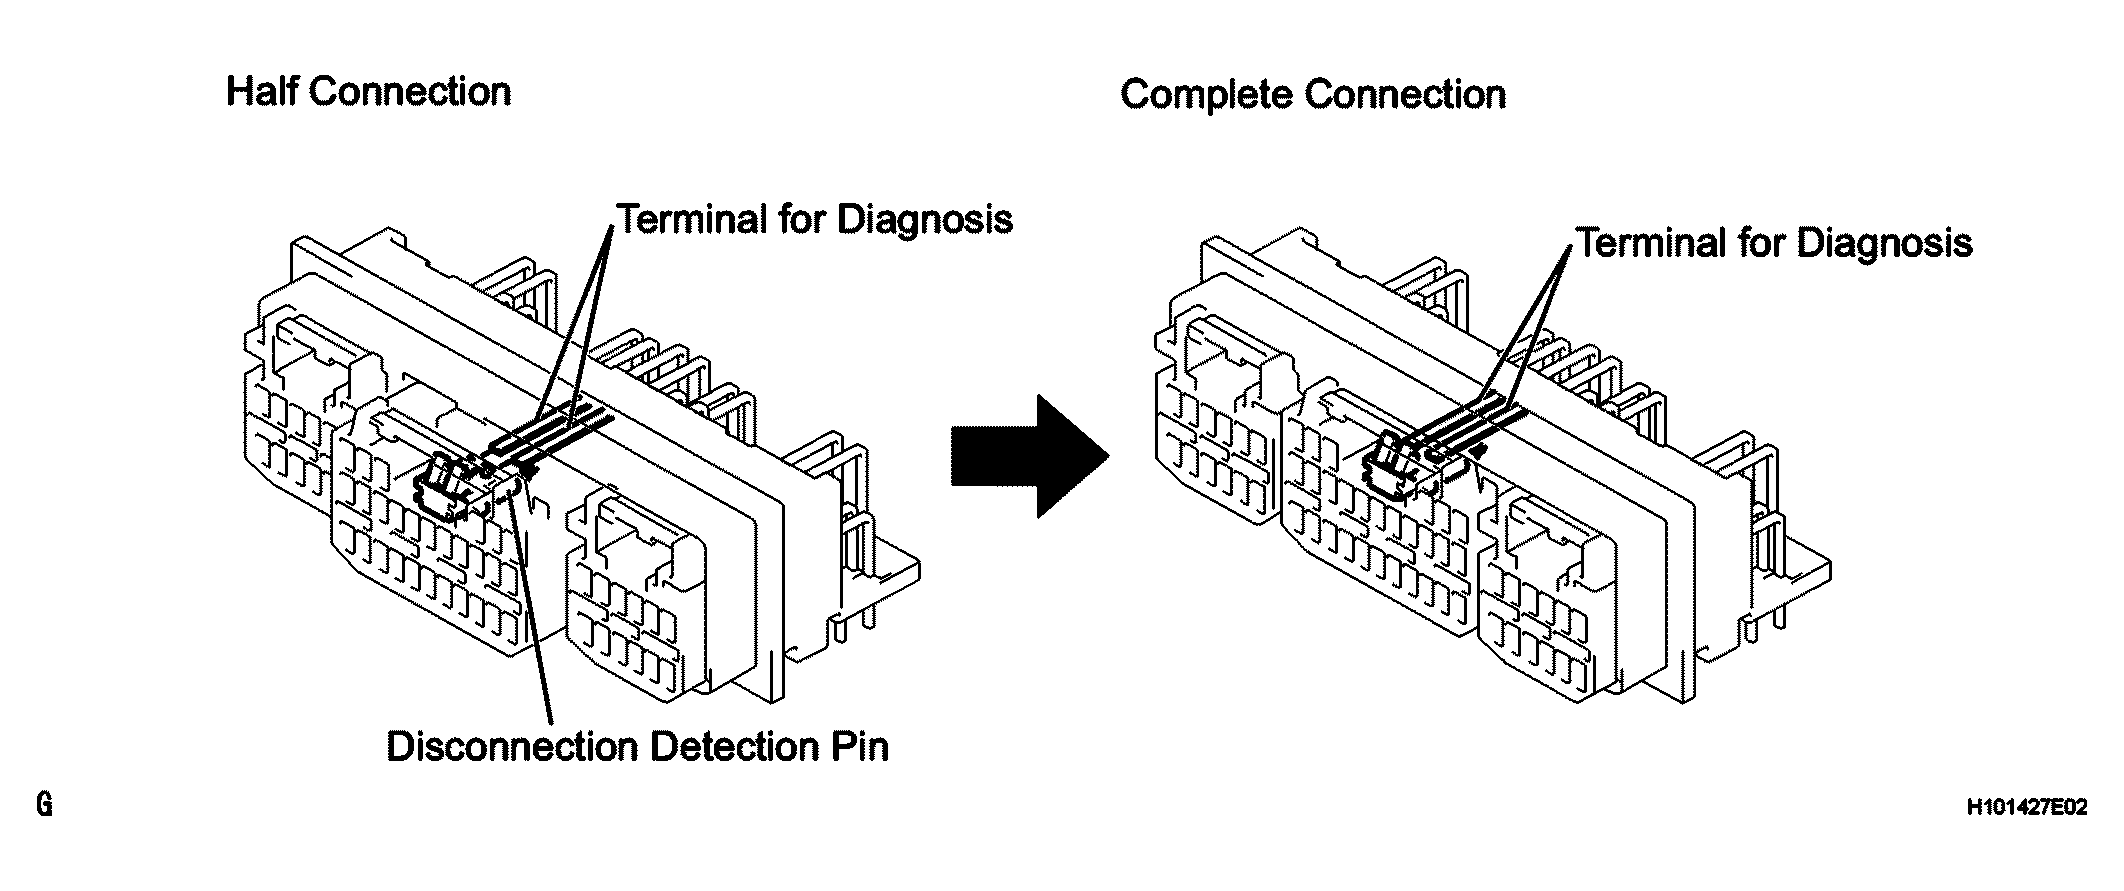 Half Connection
Complete Connection
Terminal for Diagnosis
Terminal for Diagnosis
Disconnection Detection Pin
G
H101427E02